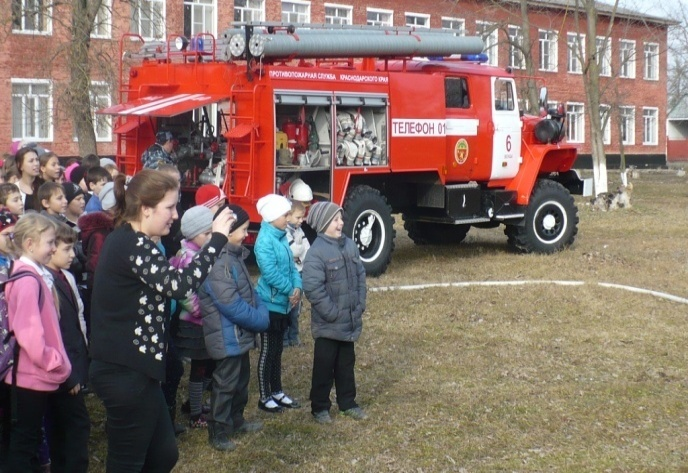 ПРОТИВОПОЖАРНАЯ СЛУЖБА КРАСНОДАРСКОГО КРАЯ
ТЕЛЕФОН 01
6